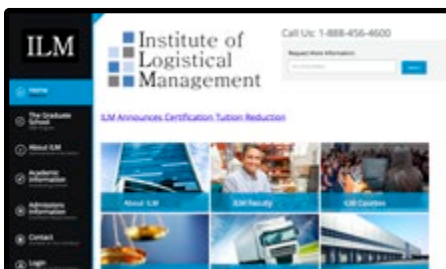 ILM
Institute of
Logistical
Management
Call Us: 1-888-456-4600
Request More Information:
Home
The Graduate
School
About ILM
Academic
Information
Admissions
Information
Contact
Login
ILM Announces Certification Tuition Reduction
About ILM
ILM Faculty
ILM Courses